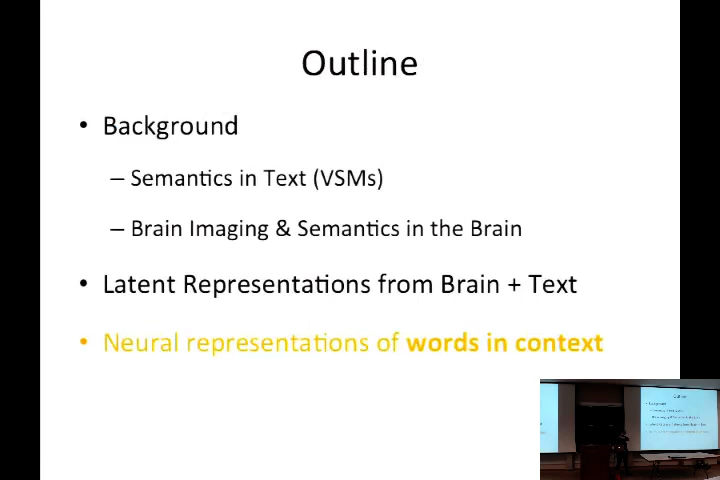 Outline
• Background
– Semantics in Text (VSMs)
– Brain Imaging & Semantics in the Brain
• Latent Representations from Brain + Text
• Neural representations of words in context
Outline